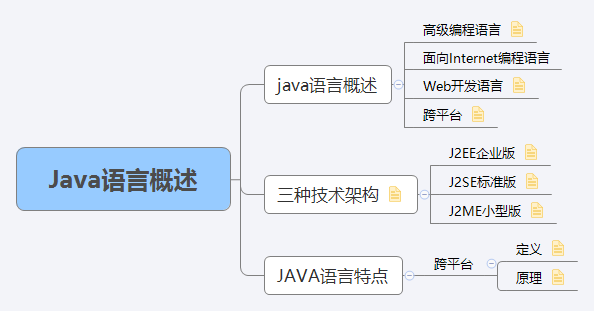 Java语言概述
java语言概述
高级编程语言
面向Internet编程语言
Web开发语言
跨平台
三种技术架构
J2EE企业版
J2SE标准版
J2ME小型版
JAVA语言特点
跨平台
定义
原理